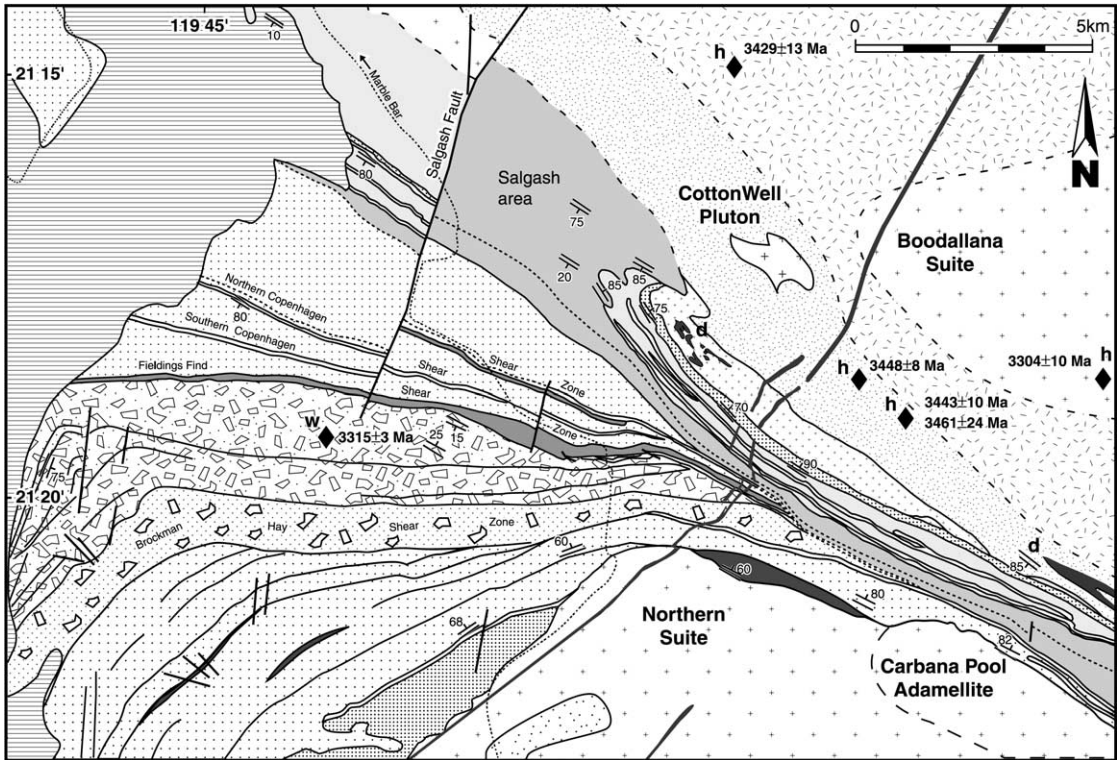 119 45'
0
5km
10
h
3429±13 Ma
21 15'
Marble Bar
Salgash Fault
N
80
Salgash
area
75
CottonWell
Pluton
20
Boodallana
Suite
85
85
75
Northern Copenhagen
80
d
Southern Copenhagen
Shear
Zone
h
3448±8 Ma
3304±10 Ma
h
Fieldings Find
Shear
h
3443±10 Ma
3461±24 Ma
Shear
70
w
3315±3 Ma
25
15
Zone
90
75
21 20'
Brockman
Hay
Shear
Zone
60
60
d
85
80
68
Northern
Suite
82
Carbana Pool
Adamellite